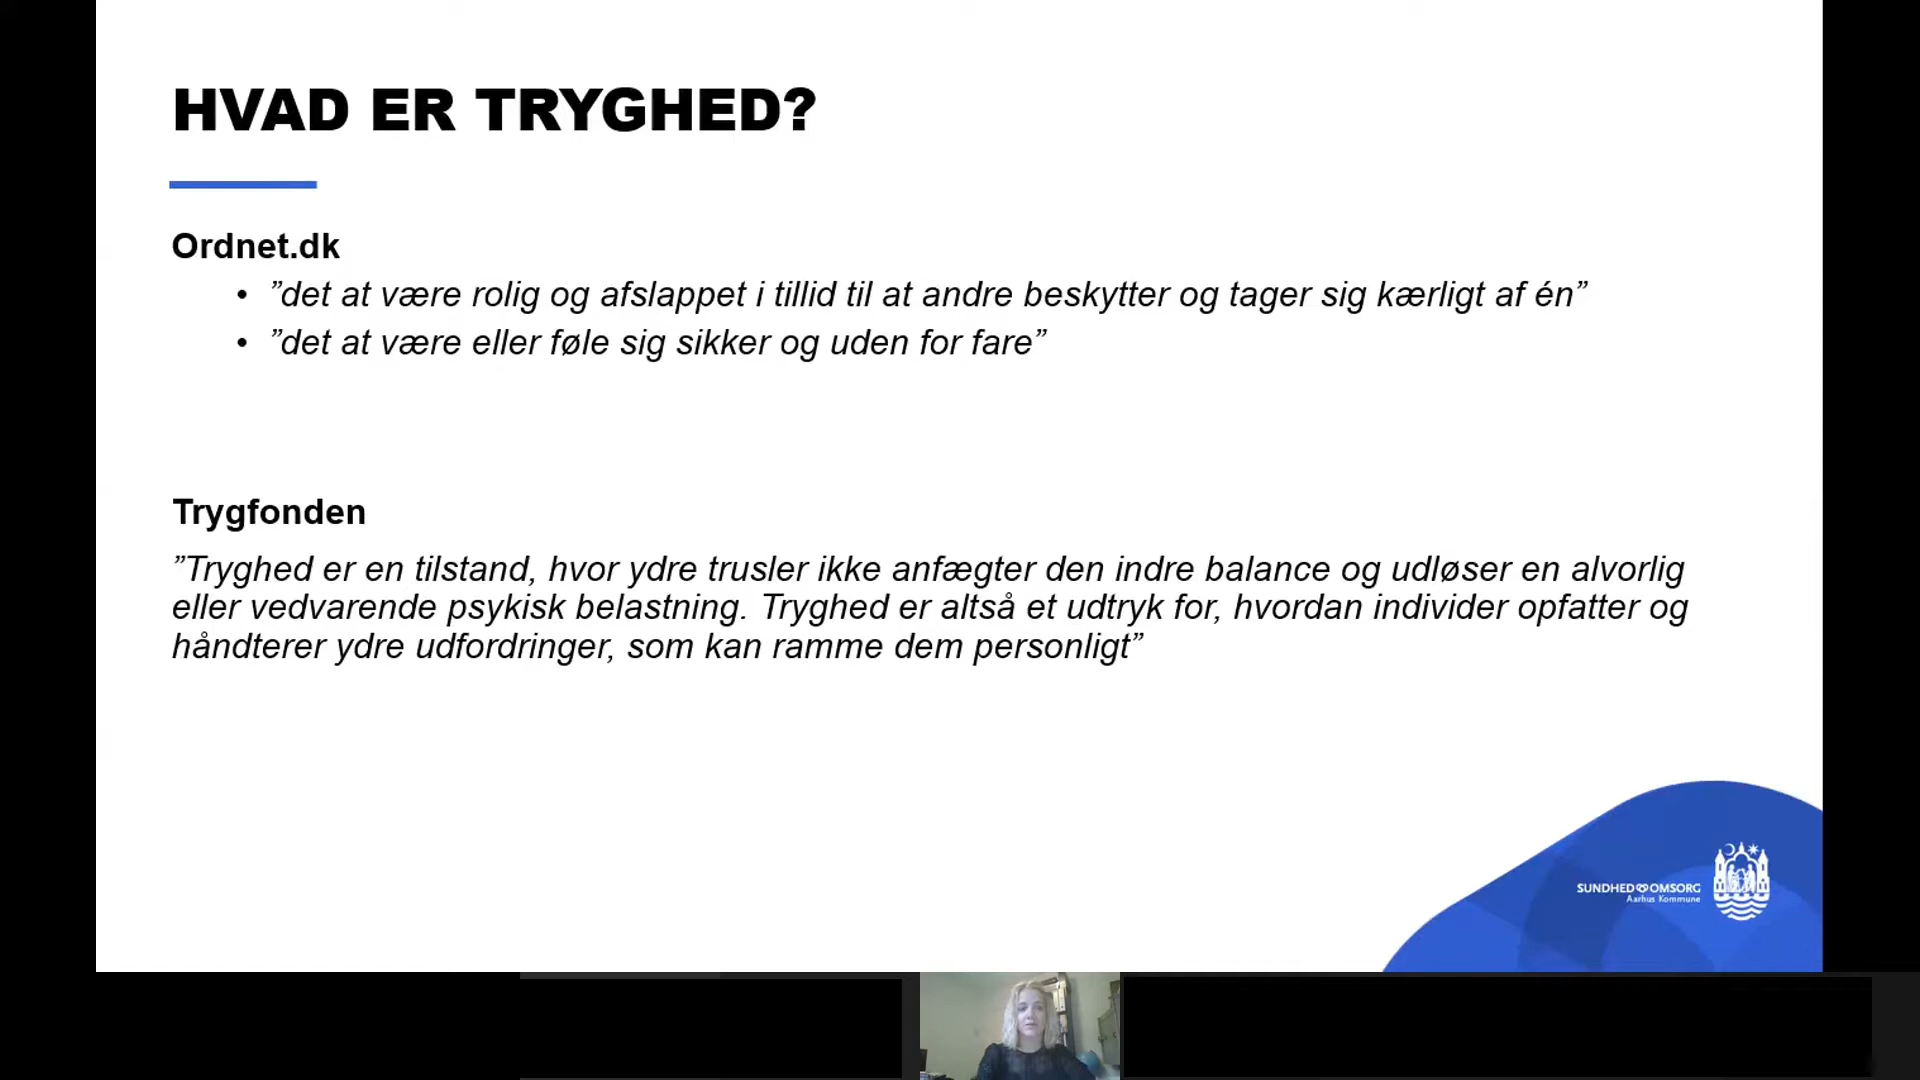 HVAD ER TRYGHED?
Ordnet.dk
• ”det at være rolig og afslappet i tillid til at andre beskytter og tager sig kærligt af én”
• ”det at være eller føle sig sikker og uden for fare”
Trygfonden
”Tryghed er en tilstand, hvor ydre trusler ikke anfægter den indre balance og udløser en alvorlig
eller vedvarende psykisk belastning. Tryghed er altså et udtryk for, hvordan individer opfatter og
håndterer ydre udfordringer, som kan ramme dem personligt”
SUNDHED OMSORG
Aarhus Kommune